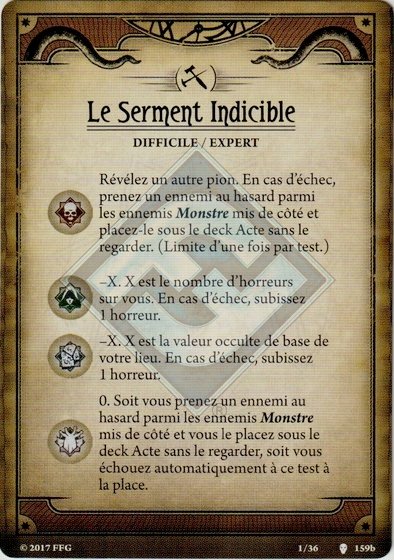 Le Serment Indicible
DIFFICILE / EXPERT
Révélez un autre pion. En cas d'échec,
prenez un ennemi au hasard parmi
les ennemis Monstre mis de côté et
placez-le sous le deck Acte sans le
regarder. (Limite d'une fois par test.)
–X. X est le nombre d'horreurs
sur vous. En cas d'échec, subissez
1 horreur.
–X. X est la valeur occulte de base de
votre lieu. En cas d'échec, subissez
1 horreur.
0. Soit vous prenez un ennemi au
hasard parmi les ennemis Monstre
mis de côté et vous le placez sous le
deck Acte sans le regarder, soit vous
échouez automatiquement à ce test à
la place.
®
© 2017 FFG 1/36 159b